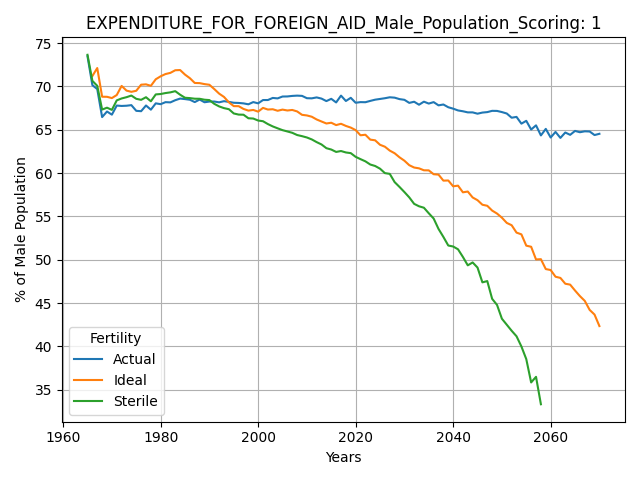 EXPENDITURE_FOR_FOREIGN_AID_Male_Population_Scoring: 1
% of Male Population
75
70
65
60
55
50
45
40
35
Fertility
Actual
Ideal
Sterile
1960
1980
2000
2020
2040
2060
Years